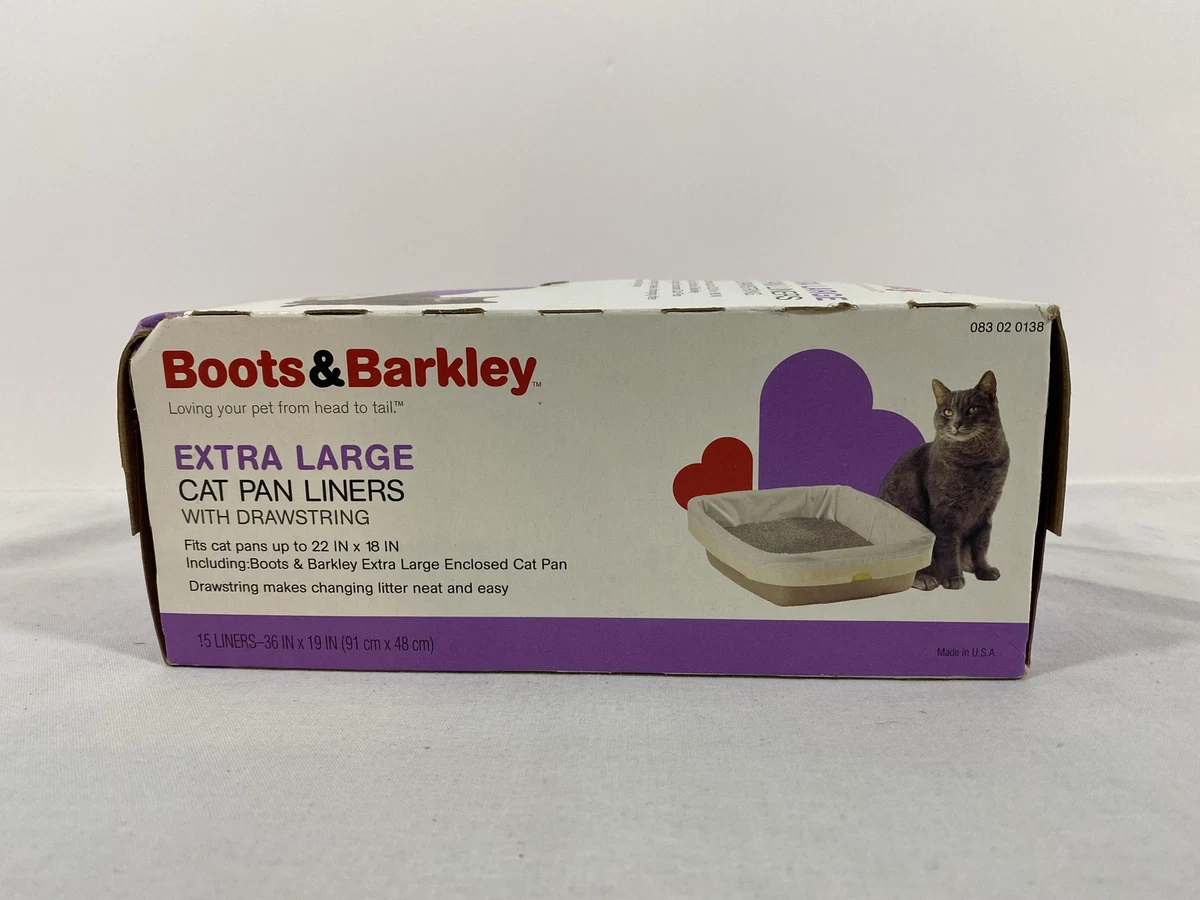 083 02 0138
Boots&Barkley™
Loving your pet from head to tail.™
EXTRA LARGE
CAT PAN LINERS
WITH DRAWSTRING
Fits cat pans up to 22 IN x 18 IN
Including:Boots & Barkley Extra Large Enclosed Cat Pan
Drawstring makes changing litter neat and easy
15 LINERS–36 IN x 19 IN (91 cm x 48 cm)
Made in U.S.A.